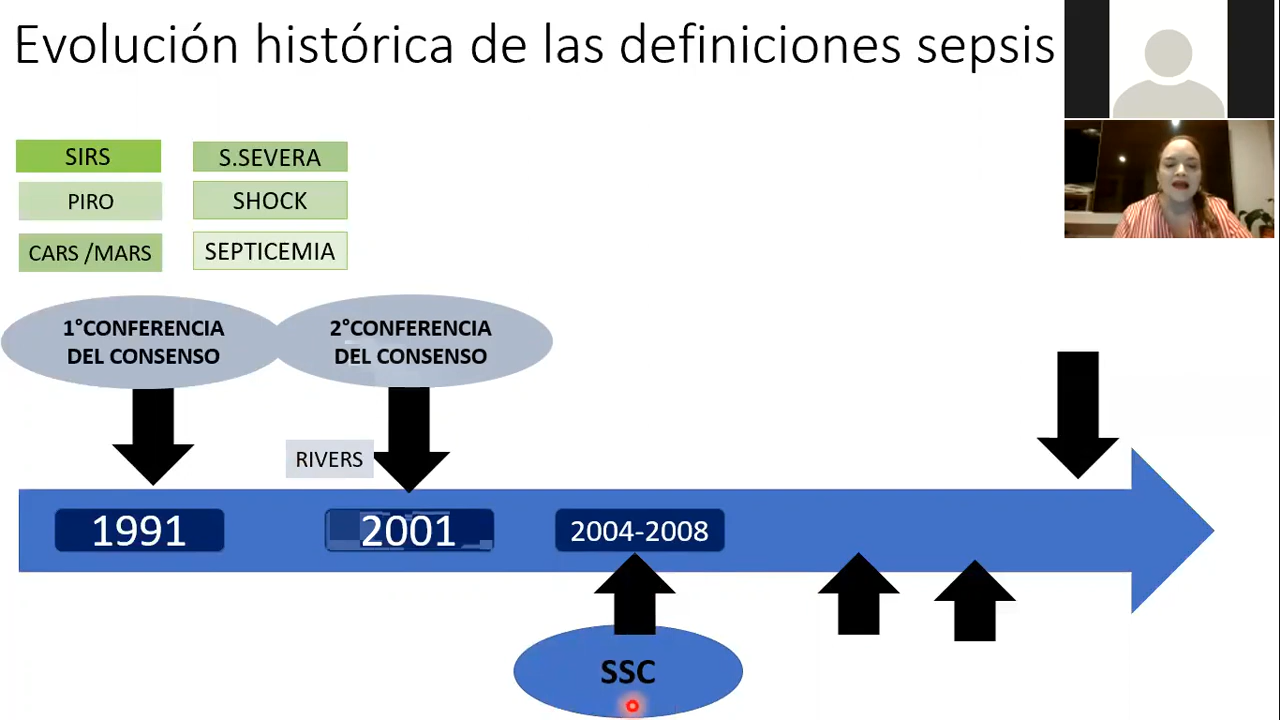 Evolución histórica de las definiciones sepsis
SIRS
S.SEVERA
PIRO
SHOCK
CARS /MARS
SEPTICEMIA
1°CONFERENCIA
DEL CONSENSO
2°CONFERENCIA
DEL CONSENSO
RIVERS
1991
2001
2004-2008
SSC